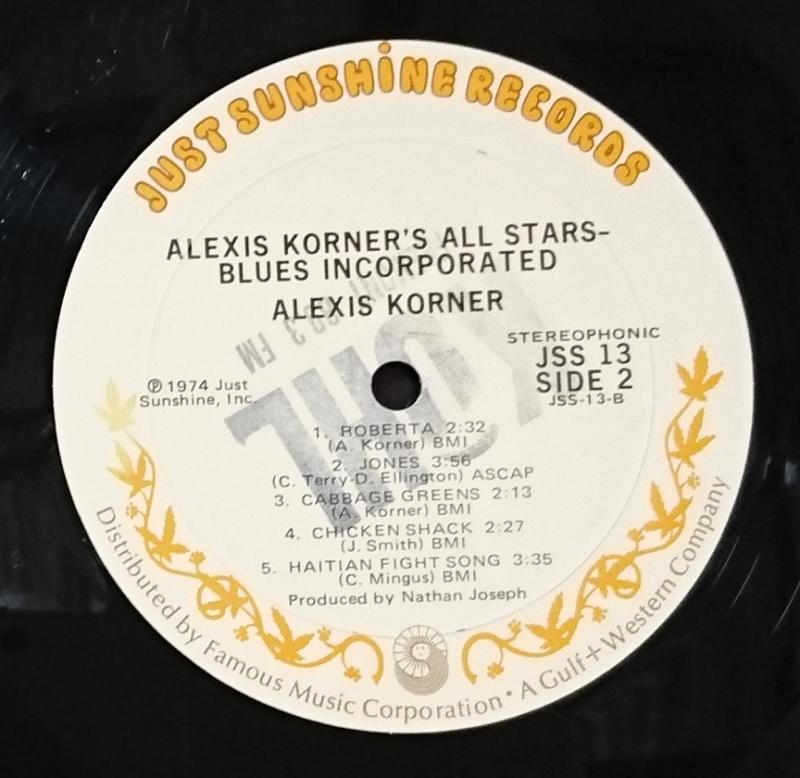 JUST SUNSHINE RECORDS
ALEXIS KORNER'S ALL STARS-
BLUES INCORPORATED
ALEXIS KORNER
STEREOPHONIC
JSS 13
SIDE 2
JSS-13-B
℗ 1974 Just
Sunshine, Inc.
1. ROBERTA 2:32
(A. Korner) BMI
2. JONES 3:56
(C. Terry-D. Ellington) ASCAP
3. CABBAGE GREENS 2:13
(A. Korner) BMI
4. CHICKEN SHACK 2:27
(J. Smith) BMI
5. HAITIAN FIGHT SONG 3:35
(C. Mingus) BMI
Produced by Nathan Joseph
Distributed by Famous Music Corporation • A Gulf+Western Company
FM